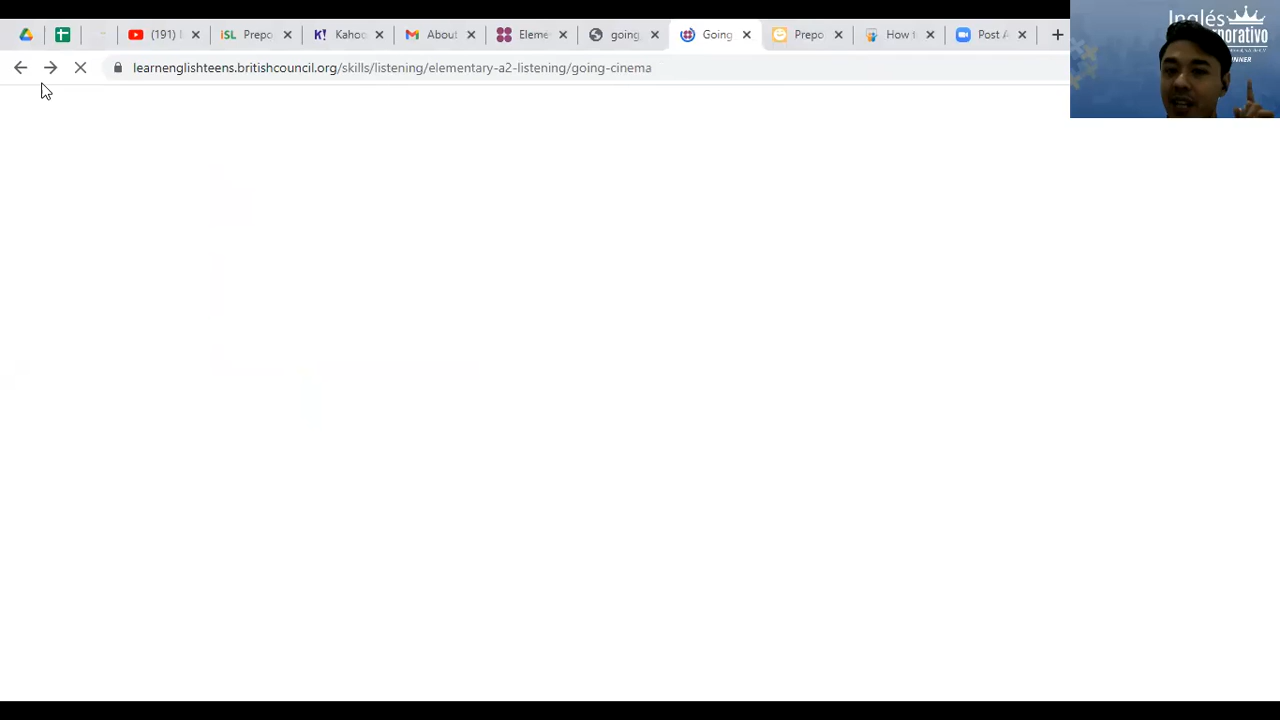 (191)
iSL Prepo
K! Kahoo
About
Eleme
going
Going
Prepo
How t
Post A
learnenglishteens.britishcouncil.org/skills/listening/elementary-a2-listening/going-cinema
Inglés